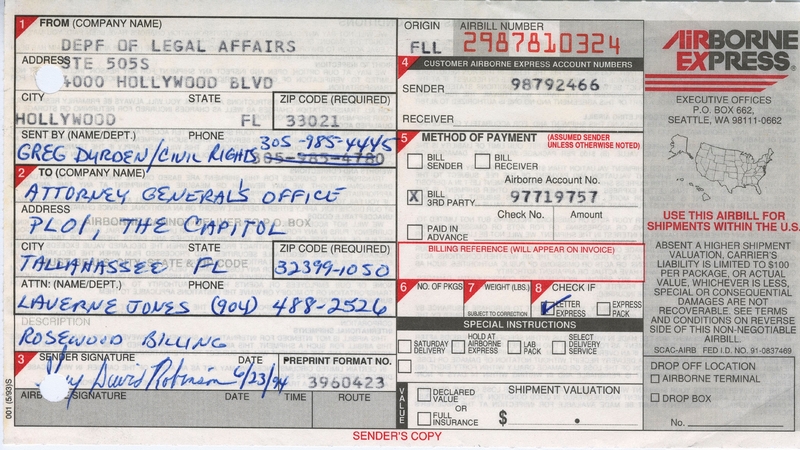 1 FROM (COMPANY NAME)
DEPT OF LEGAL AFFAIRS
ADDRESS
STE 505S
4000 HOLLYWOOD BLVD
CITY STATE ZIP CODE (REQUIRED)
HOLLYWOOD FL 33021
SENT BY (NAME/DEPT.) PHONE
305-985-4445
GREG DURDEN/CIVIL RIGHTS 305-985-4780
2 TO (COMPANY NAME)
ATTORNEY GENERAL'S OFFICE
ADDRESS
PL01, THE CAPITOL
CITY STATE ZIP CODE (REQUIRED)
TALLAHASSEE FL 32399-1050
ATTN: (NAME/DEPT.) PHONE
LAVERNE JONES (904) 488-2526
DESCRIPTION
ROSEWOOD BILLING
3 SENDER SIGNATURE DATE PREPRINT FORMAT NO.
David Robinson 6/23/94 3960423
AIRBORNE SIGNATURE DATE TIME ROUTE
001 (5/93)S
ORIGIN AIRBILL NUMBER
FLL 2987810324
4 CUSTOMER AIRBORNE EXPRESS ACCOUNT NUMBERS
SENDER 98792466
RECEIVER
5 METHOD OF PAYMENT (ASSUMED SENDER UNLESS OTHERWISE NOTED)
BILL SENDER BILL RECEIVER
Airborne Account No.
X BILL 3RD PARTY 97719757
Check No. Amount
PAID IN ADVANCE
BILLING REFERENCE (WILL APPEAR ON INVOICE)
6 NO. OF PKGS 7 WEIGHT (LBS.) 8 CHECK IF
SUBJECT TO CORRECTION LETTER EXPRESS EXPRESS PACK
SPECIAL INSTRUCTIONS
SATURDAY DELIVERY HOLD AT AIRBORNE EXPRESS LAB PACK SELECT DELIVERY SERVICE
VALUE
DECLARED VALUE SHIPMENT VALUATION
OR
FULL INSURANCE $ .
SENDER'S COPY
AIRBORNE
EXPRESS®
EXECUTIVE OFFICES
P.O. BOX 662,
SEATTLE, WA 98111-0662
USE THIS AIRBILL FOR
SHIPMENTS WITHIN THE U.S.
ABSENT A HIGHER SHIPMENT
VALUATION, CARRIER'S
LIABILITY IS LIMITED TO $100
PER PACKAGE, OR ACTUAL
VALUE, WHICHEVER IS LESS,
SPECIAL OR CONSEQUENTIAL
DAMAGES ARE NOT
RECOVERABLE. SEE TERMS
AND CONDITIONS ON REVERSE
SIDE OF THIS NON-NEGOTIABLE
AIRBILL.
SCAC-AIRB FED I.D. NO. 91-0837469
DROP OFF LOCATION
AIRBORNE TERMINAL
DROP BOX
No.